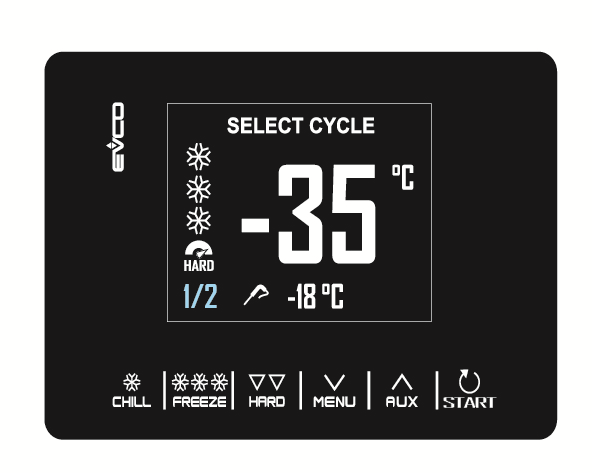 EVCO
SELECT CYCLE
-35 °C
HARD
1/2 -18 °C
CHILL FREEZE HARD MENU AUX START